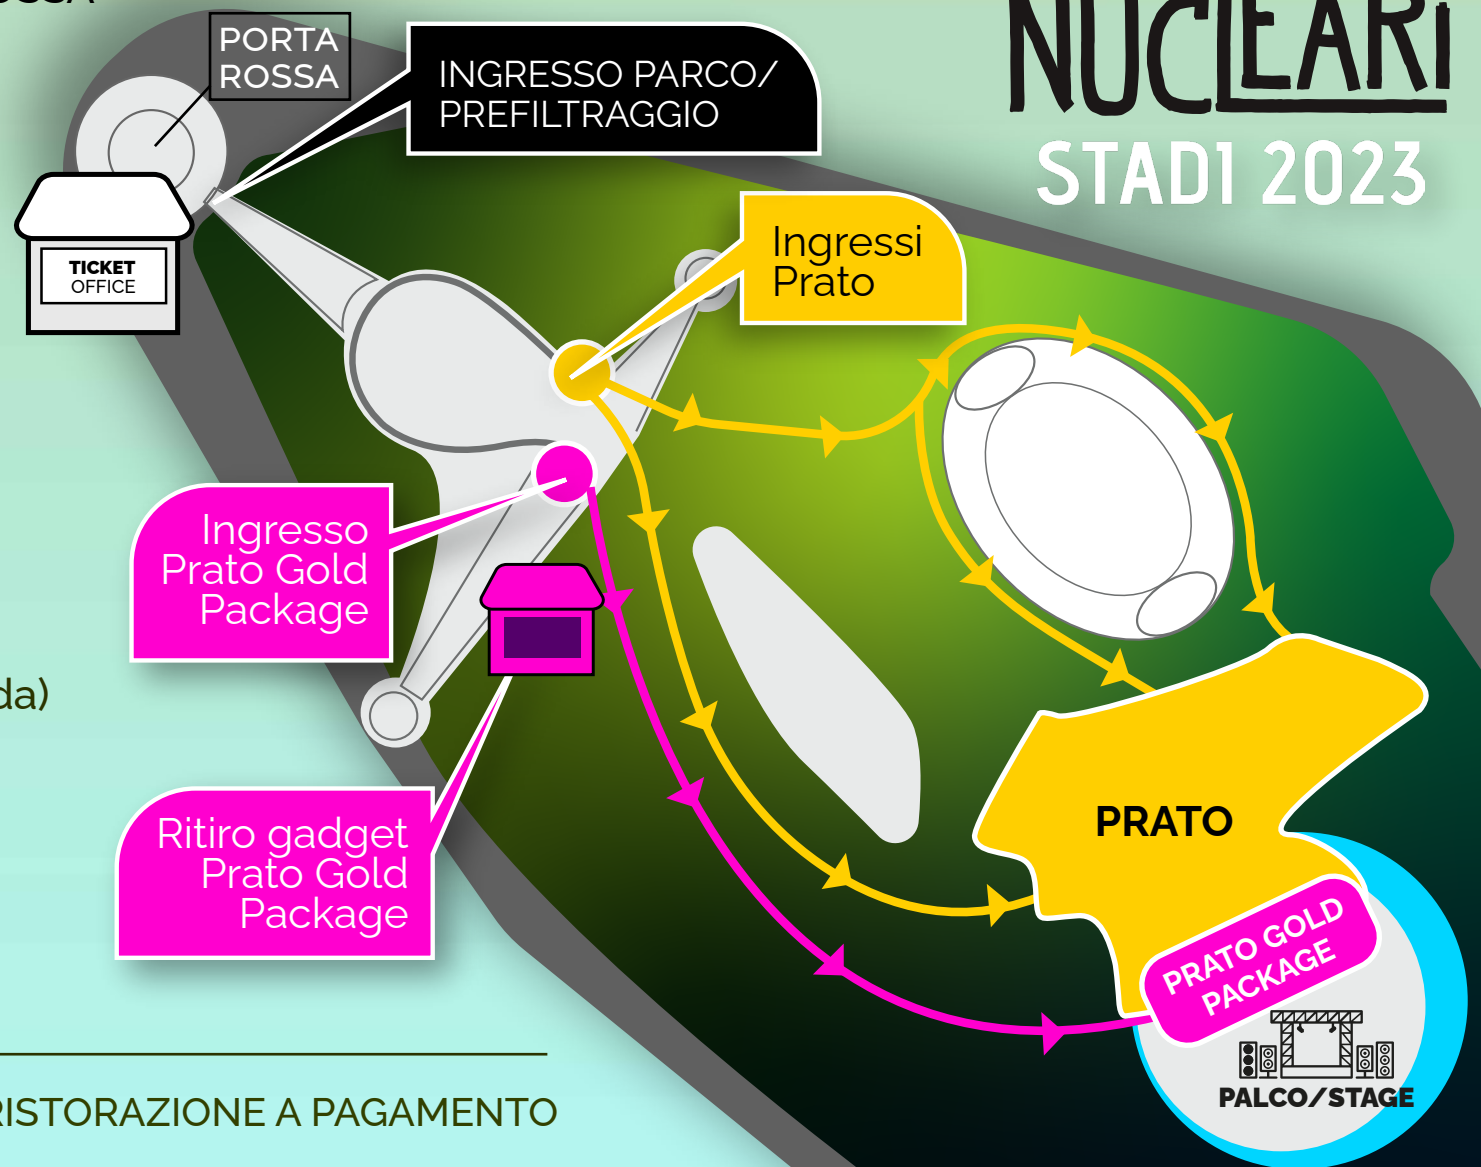 PORTA
ROSSA
INGRESSO PARCO/
PREFILTRAGGIO
NUCLEARI
STADI 2023
TICKET
OFFICE
Ingressi
Prato
Ingresso
Prato Gold
Package
da)
Ritiro gadget
Prato Gold
Package
PRATO
PRATO GOLD
PACKAGE
PALCO/STAGE
RISTORAZIONE A PAGAMENTO